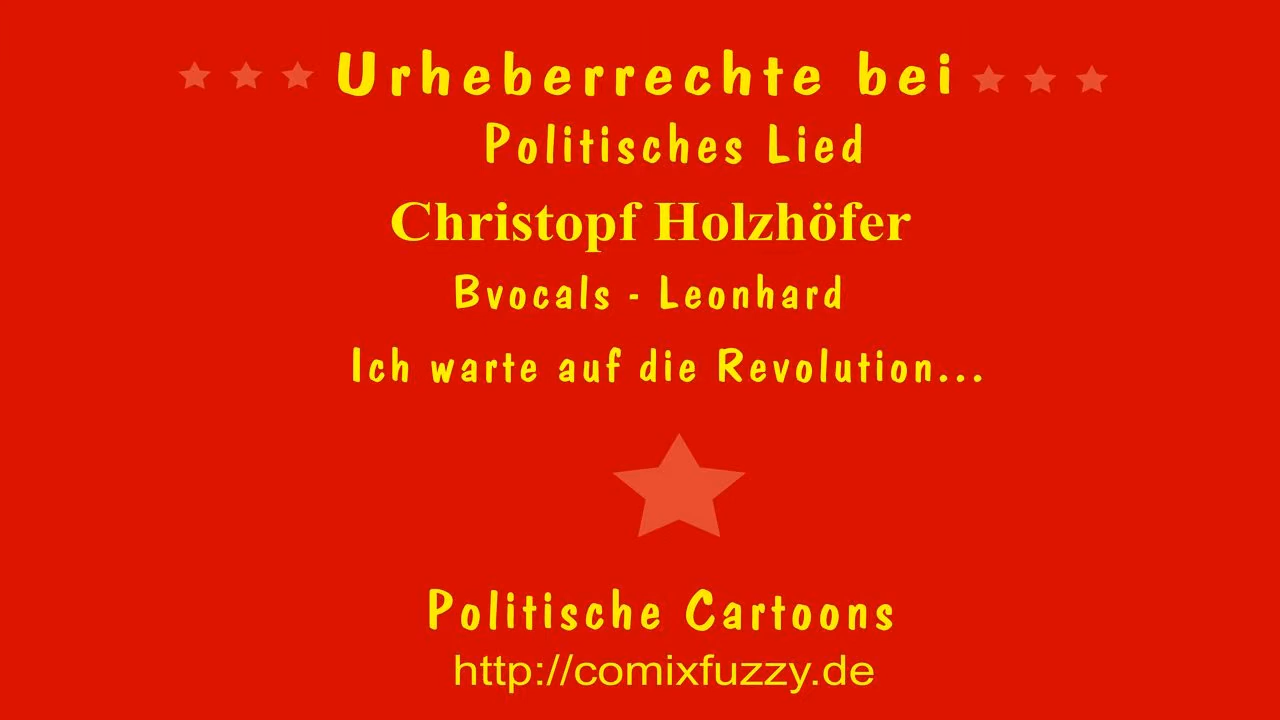 Urheberrechte bei
Politisches Lied
Christopf Holzhöfer
Bvocals - Leonhard
Ich warte auf die Revolution...
Politische Cartoons
http://comixfuzzy.de